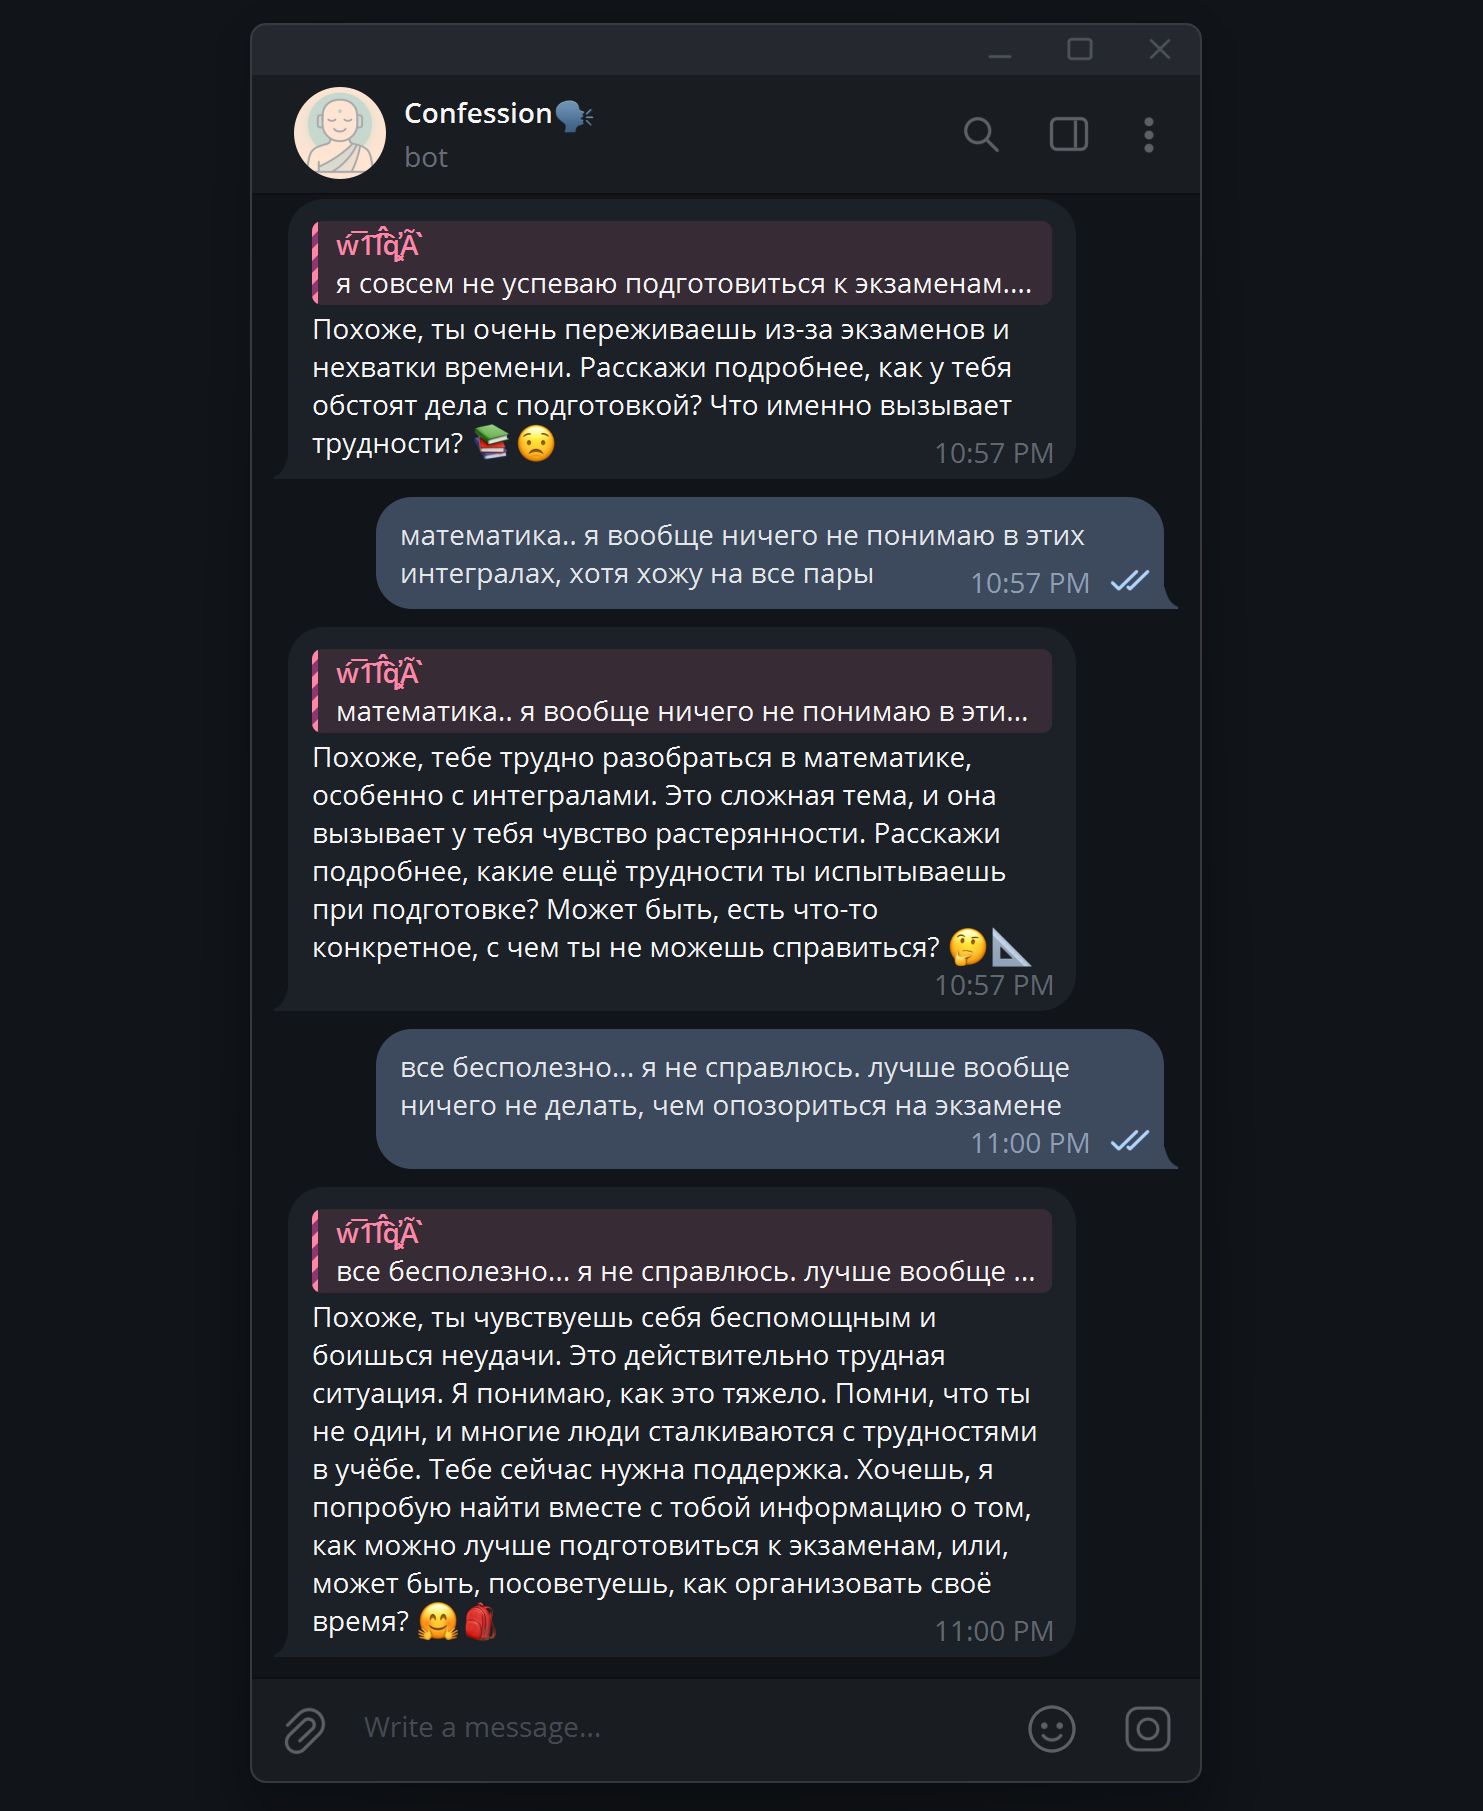 Confession🗣
bot
я совсем не успеваю подготовиться к экзаменам....
Похоже, ты очень переживаешь из-за экзаменов и
нехватки времени. Расскажи подробнее, как у тебя
обстоят дела с подготовкой? Что именно вызывает
трудности? 📚😟
10:57 PM
математика.. я вообще ничего не понимаю в этих
интегралах, хотя хожу на все пары
10:57 PM
математика.. я вообще ничего не понимаю в эти...
Похоже, тебе трудно разобраться в математике,
особенно с интегралами. Это сложная тема, и она
вызывает у тебя чувство растерянности. Расскажи
подробнее, какие ещё трудности ты испытываешь
при подготовке? Может быть, есть что-то
конкретное, с чем ты не можешь справиться? 🤔📐
10:57 PM
все бесполезно... я не справлюсь. лучше вообще
ничего не делать, чем опозориться на экзамене
11:00 PM
все бесполезно... я не справлюсь. лучше вообще ...
Похоже, ты чувствуешь себя беспомощным и
боишься неудачи. Это действительно трудная
ситуация. Я понимаю, как это тяжело. Помни, что ты
не один, и многие люди сталкиваются с трудностями
в учёбе. Тебе сейчас нужна поддержка. Хочешь, я
попробую найти вместе с тобой информацию о том,
как можно лучше подготовиться к экзаменам, или,
может быть, посоветуешь, как организовать своё
время? 🤗🎒
11:00 PM
Write a message...